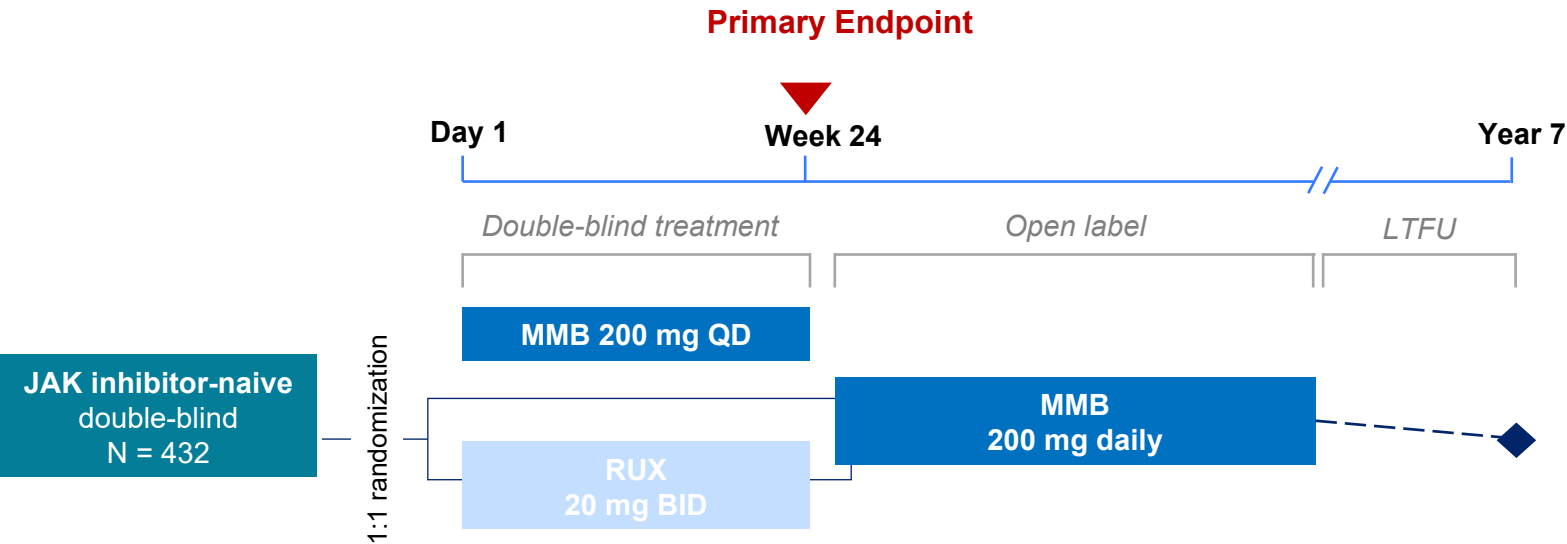 Primary Endpoint
Day 1
Week 24
Year 7
Double-blind treatment
Open label
LTFU
MMB 200 mg QD
JAK inhibitor-naive
double-blind
N = 432
1:1 randomization
MMB
200 mg daily
RUX
20 mg BID